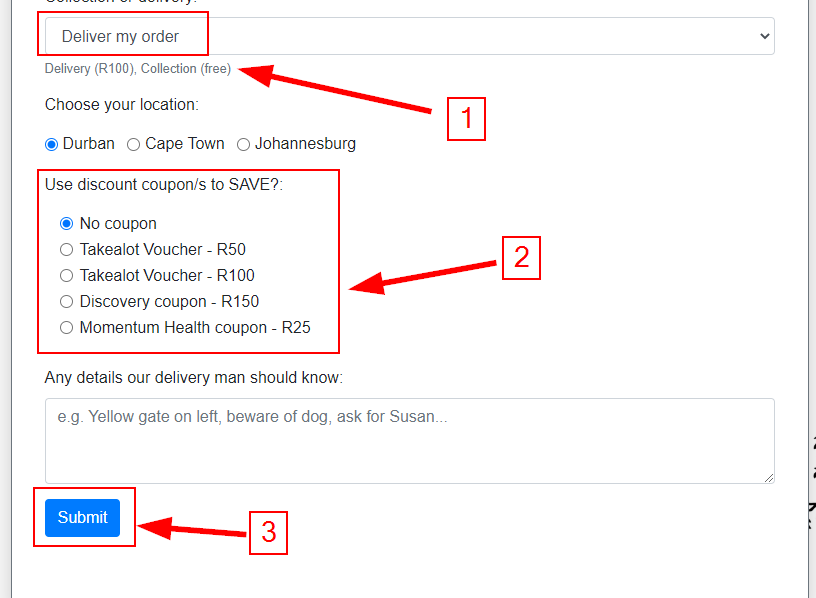 Collection or delivery:
Deliver my order
Delivery (R100), Collection (free)
1
Choose your location:
Durban Cape Town Johannesburg
Use discount coupon/s to SAVE?:
No coupon
2
Takealot Voucher - R50
Takealot Voucher - R100
Discovery coupon - R150
Momentum Health coupon - R25
Any details our delivery man should know:
e.g. Yellow gate on left, beware of dog, ask for Susan...
Submit
3